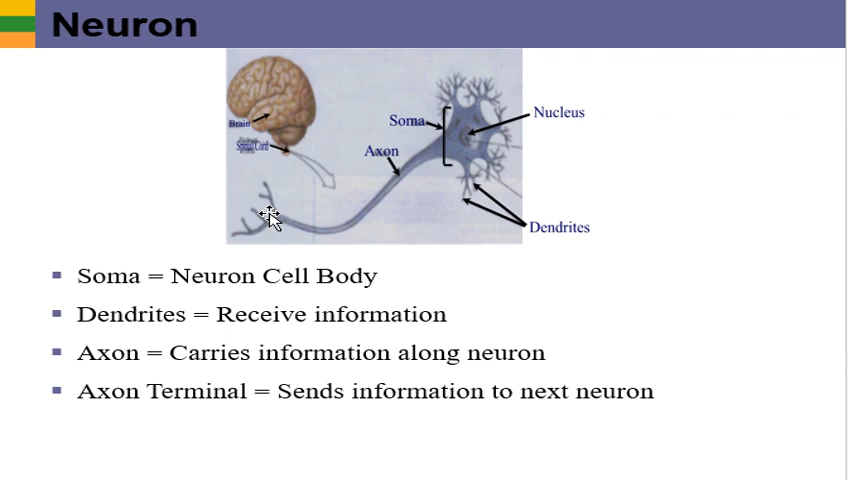 Neuron
Brain
Spinal Cord
Soma
Axon
Nucleus
Dendrites
Soma = Neuron Cell Body
Dendrites = Receive information
Axon = Carries information along neuron
Axon Terminal = Sends information to next neuron